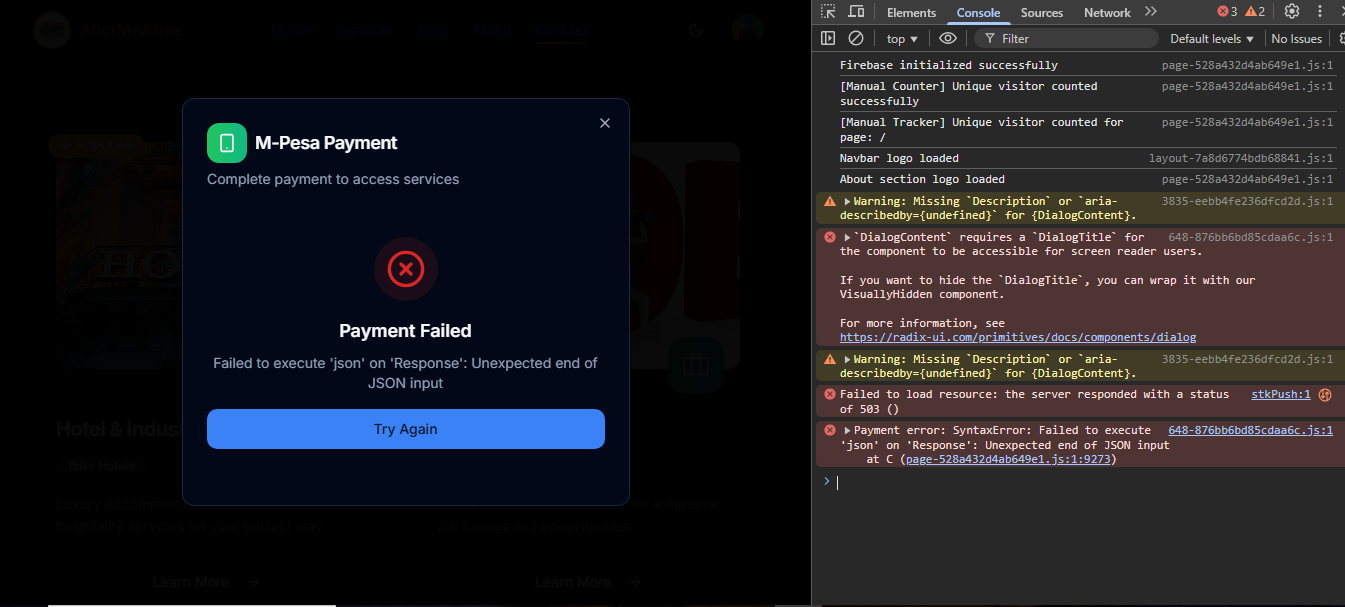 AllotMeAfroc
Home Services Blog About Contact
M-Pesa Payment
Complete payment to access services
Payment Failed
Failed to execute 'json' on 'Response': Unexpected end of
JSON input
Try Again
Hotel & Indust
150+ Hotels
Luxury accommo
hospitality services for your perfect stay.
our extensive
job listings and opportunities.
Learn More →
Learn More →
Elements Console Sources Network 3 2
top Filter Default levels No Issues
Firebase initialized successfully page-528a432d4ab649e1.js:1
[Manual Counter] Unique visitor counted page-528a432d4ab649e1.js:1
successfully
[Manual Tracker] Unique visitor counted for page-528a432d4ab649e1.js:1
page: /
Navbar logo loaded layout-7a8d6774bdb68841.js:1
About section logo loaded page-528a432d4ab649e1.js:1
Warning: Missing `Description` or `aria- 3835-eebb4fe236dfcd2d.js:1
describedby={undefined}` for {DialogContent}.
`DialogContent` requires a `DialogTitle` for 648-876bb6bd85cdaa6c.js:1
the component to be accessible for screen reader users.
If you want to hide the `DialogTitle`, you can wrap it with our
VisuallyHidden component.
For more information, see
https://radix-ui.com/primitives/docs/components/dialog
Warning: Missing `Description` or `aria- 3835-eebb4fe236dfcd2d.js:1
describedby={undefined}` for {DialogContent}.
Failed to load resource: the server responded with a status stkPush:1
of 503 ()
Payment error: SyntaxError: Failed to execute 648-876bb6bd85cdaa6c.js:1
'json' on 'Response': Unexpected end of JSON input
at C (page-528a432d4ab649e1.js:1:9273)